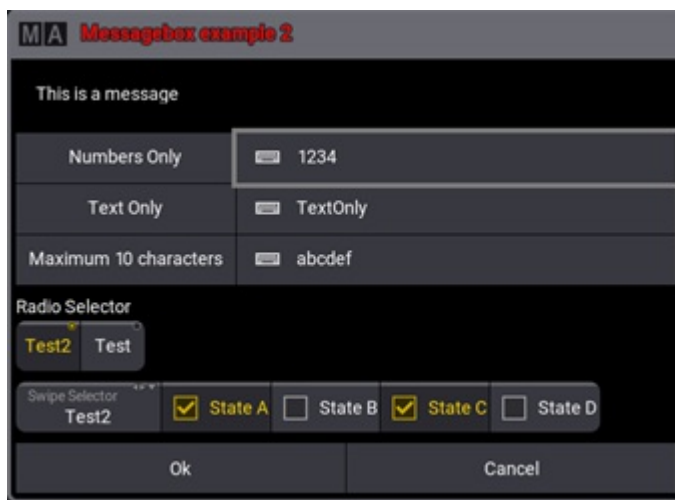 MA Messagebox example 2
This is a message
Numbers Only 1234
Text Only TextOnly
Maximum 10 characters abcdef
Radio Selector
Test2 Test
Swipe Selector
Test2 State A State B State C State D
Ok Cancel